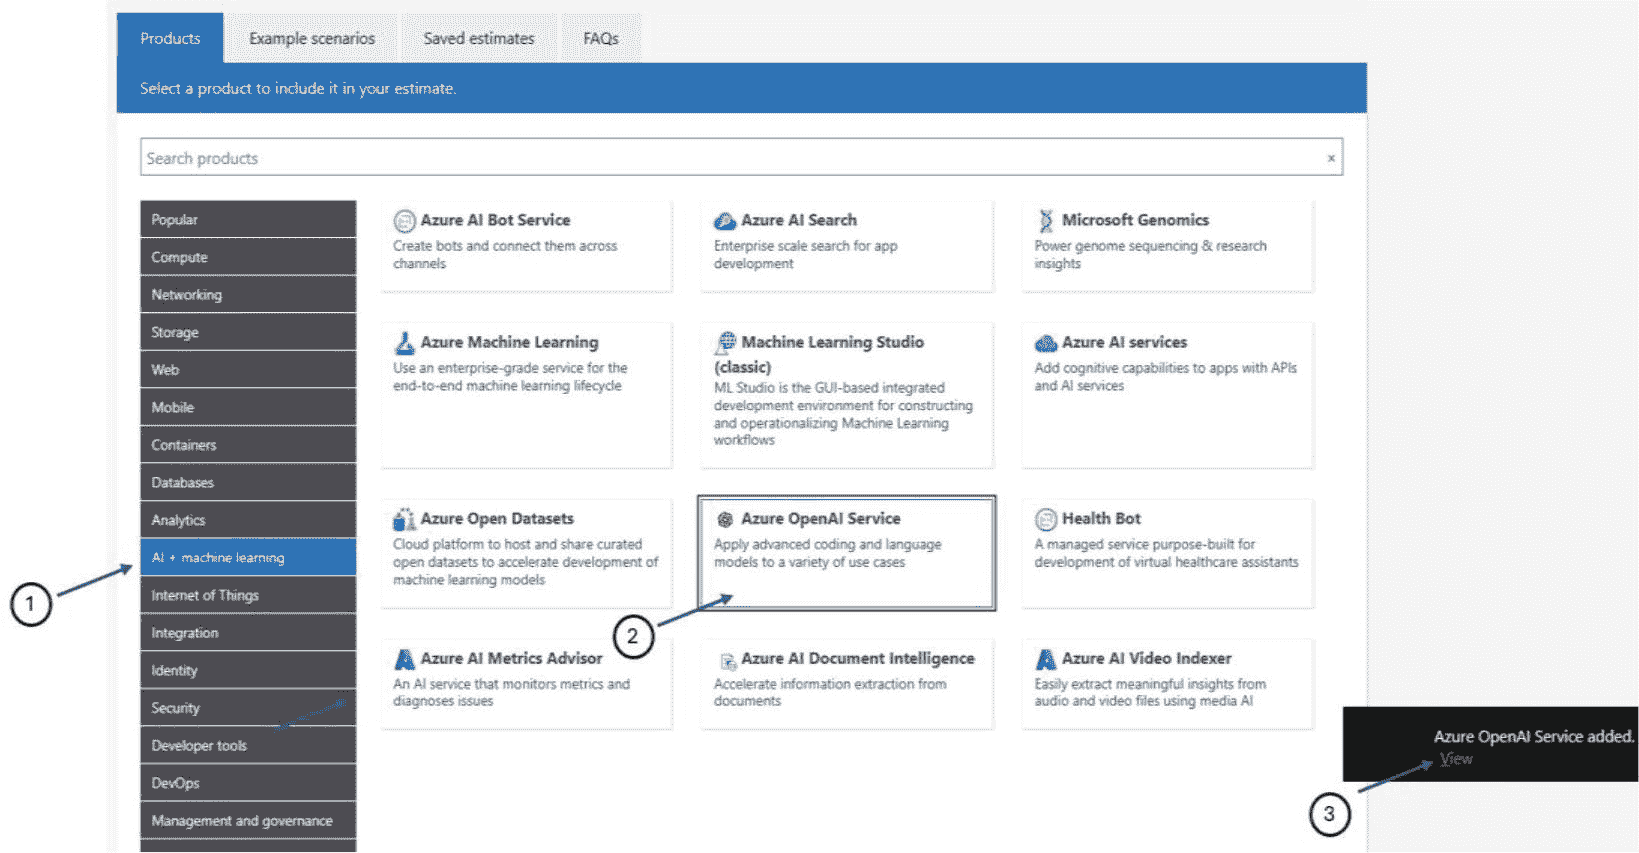 Products
Example scenarios
Saved estimates
FAQs
Select a product to include it in your estimate.
Search products
x
Popular
Compute
Networking
Storage
Web
Mobile
Containers
Databases
Analytics
AI + machine learning
Internet of Things
Integration
Identity
Security
Developer tools
DevOps
Management and governance
Azure AI Bot Service
Create bots and connect them across
channels
Azure AI Search
Enterprise scale search for app
development
Microsoft Genomics
Power genome sequencing & research
insights
Azure Machine Learning
Use an enterprise-grade service for the
end-to-end machine learning lifecycle
Machine Learning Studio
(classic)
ML Studio is the GUI-based integrated
development environment for constructing
and operationalizing Machine Learning
workflows
Azure AI services
Add cognitive capabilities to apps with APIs
and AI services
Azure Open Datasets
Cloud platform to host and share curated
open datasets to accelerate development of
machine learning models
Azure OpenAI Service
Apply advanced coding and language
models to a variety of use cases
Health Bot
A managed service purpose-built for
development of virtual healthcare assistants
Azure AI Metrics Advisor
An AI service that monitors metrics and
diagnoses issues
Azure AI Document Intelligence
Accelerate information extraction from
documents
Azure AI Video Indexer
Easily extract meaningful insights from
audio and video files using media AI
Azure OpenAI Service added.
View
1
2
3